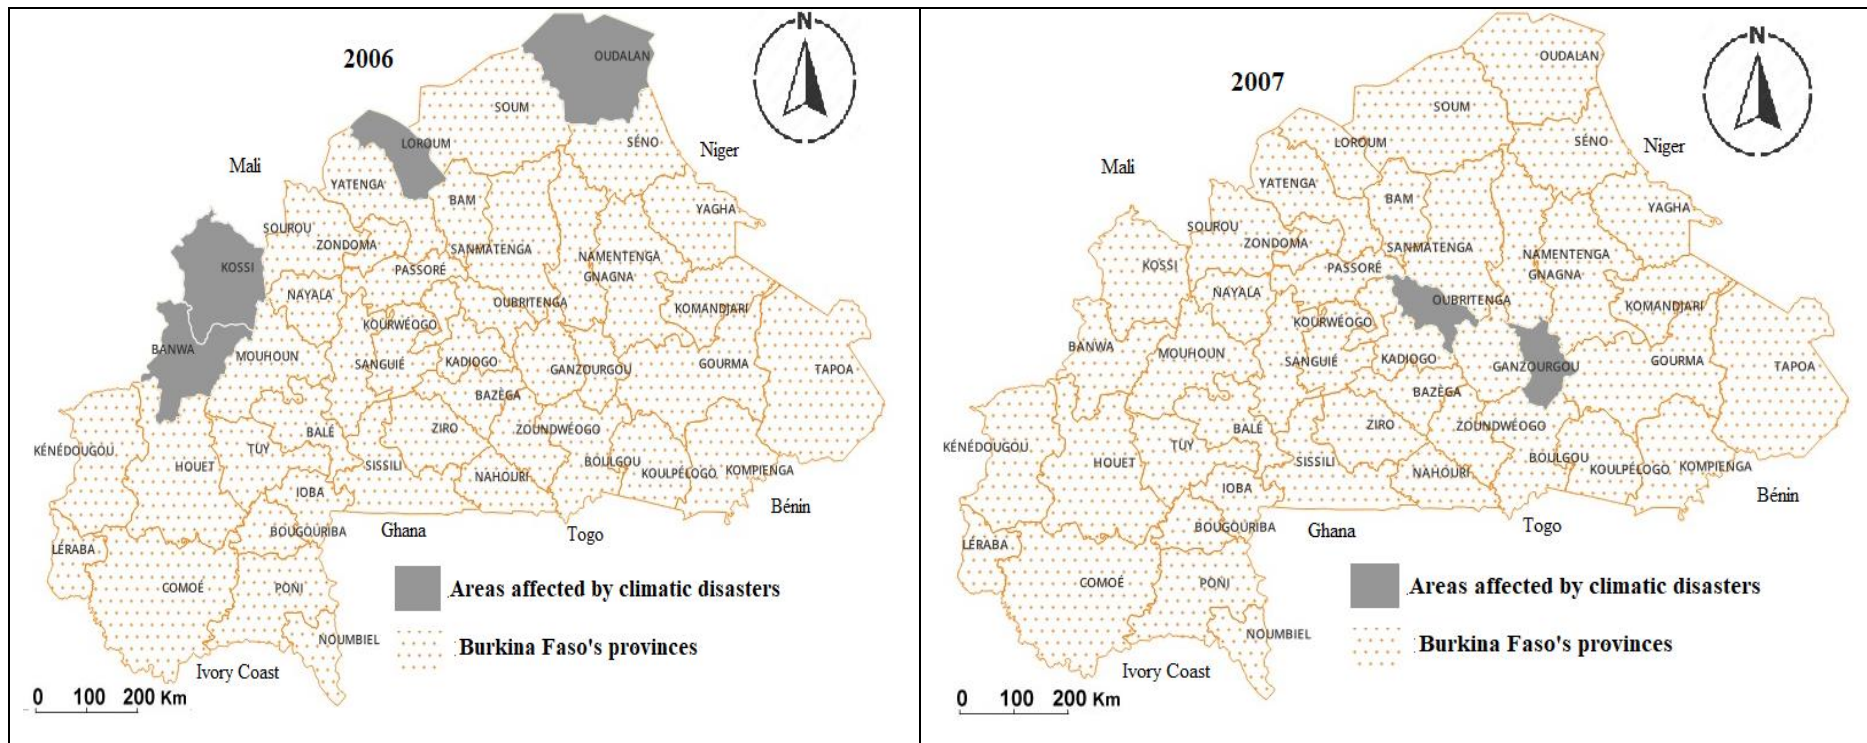 2006
N
OUDALAN
SOUM
LOROUM
SÉNO
Niger
Mali
YATENGA
BAM
YAGHA
SOUROU
ZONDOMA
SANMATENGA
NAMENTENGA
KOSSI
PASSORÉ
GNAGNA
NAYALA
OUBRITENGA
KOMANDJARI
KOURWÉOGO
BANWA
MOUHOUN
SANGUIÉ
KADIOGO
GANZOURGOU
GOURMA
TAPOA
BAZÈGA
KÉNÉDOUGOU
BALÉ
ZIRO
ZOUNDWÉOGO
TUY
HOUET
SISSILI
BOULGOU
KOULPÉLOGO
KOMPIENGA
NAHOURI
IOBA
Bénin
BOUGOURIBA
Ghana
Togo
LÉRABA
COMOÉ
PONI
Areas affected by climatic disasters
NOUMBIEL
Burkina Faso's provinces
Ivory Coast
0 100 200 Km
2007
N
OUDALAN
SOUM
LOROUM
SÉNO
Niger
Mali
YATENGA
BAM
YAGHA
SOUROU
ZONDOMA
SANMATENGA
NAMENTENGA
KOSSI
PASSORÉ
GNAGNA
NAYALA
OUBRITENGA
KOMANDJARI
KOURWÉOGO
BANWA
MOUHOUN
SANGUIÉ
KADIOGO
GANZOURGOU
GOURMA
TAPOA
BAZÈGA
KÉNÉDOUGOU
BALÉ
ZIRO
ZOUNDWÉOGO
TUY
HOUET
SISSILI
BOULGOU
KOULPÉLOGO
KOMPIENGA
NAHOURI
IOBA
Bénin
BOUGOURIBA
Ghana
Togo
LÉRABA
COMOÉ
PONI
Areas affected by climatic disasters
NOUMBIEL
Burkina Faso's provinces
Ivory Coast
0 100 200 Km